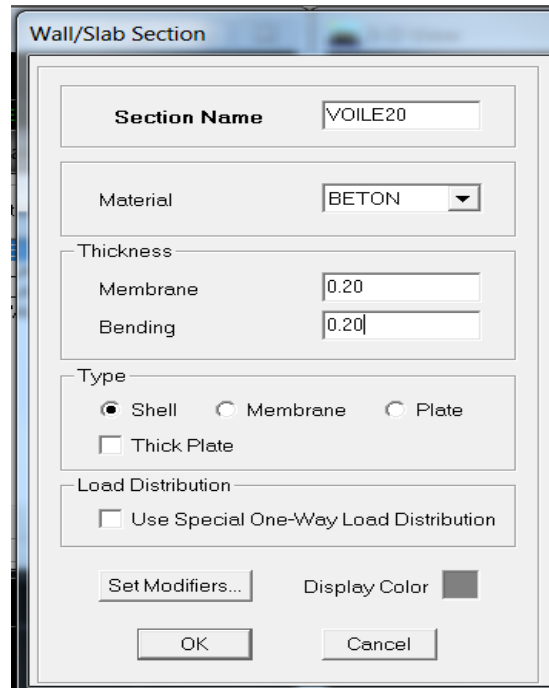 Wall/Slab Section
Section Name VOILE20
Material BETON
Thickness
Membrane 0.20
Bending 0.20
Type
Shell Membrane Plate
Thick Plate
Load Distribution
Use Special One-Way Load Distribution
Set Modifiers... Display Color
OK Cancel